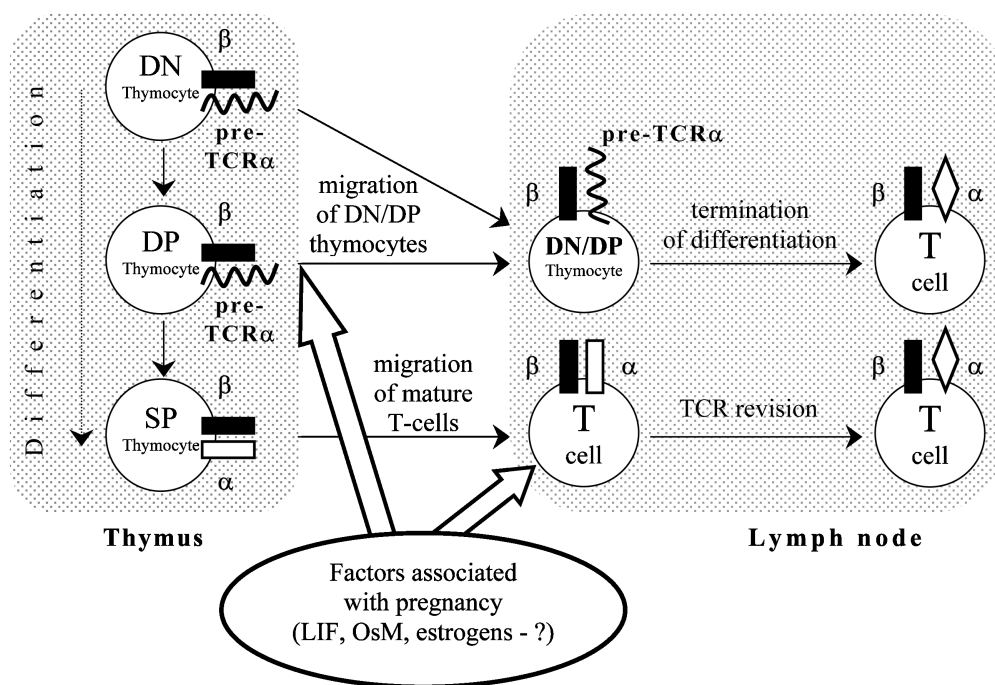 Differentiation
β
DN
Thymocyte
pre-
TCRα
β
DP
Thymocyte
pre-
TCRα
β
SP
Thymocyte
α
Thymus
migration
of DN/DP
thymocytes
migration
of mature
T-cells
pre-TCRα
β
DN/DP
Thymocyte
termination
of differentiation
β
α
T
cell
β
α
T
cell
TCR revision
β
α
T
cell
Lymph node
Factors associated
with pregnancy
(LIF, OsM, estrogens - ?)